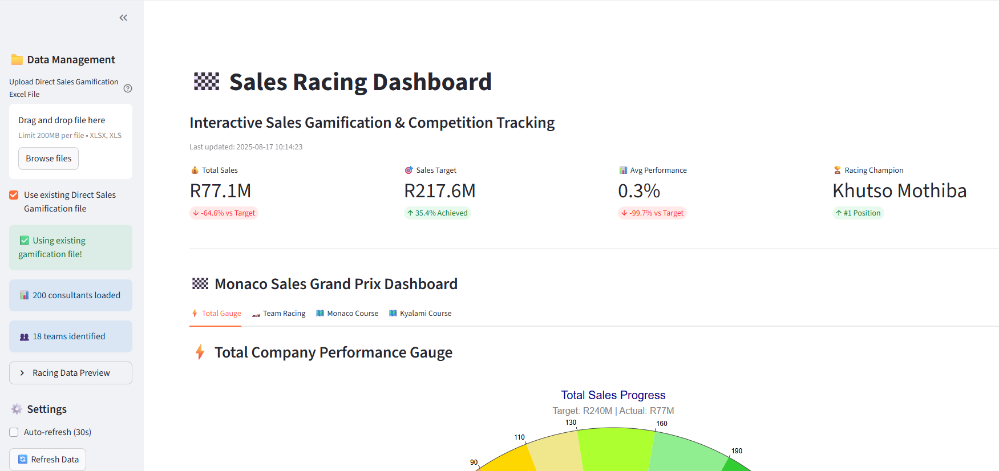 Data Management
Upload Direct Sales Gamification
Excel File
Drag and drop file here
Limit 200MB per file • XLSX, XLS
Browse files
Use existing Direct Sales
Gamification file
Using existing
gamification file!
200 consultants loaded
18 teams identified
Racing Data Preview
Settings
Auto-refresh (30s)
Refresh Data
Sales Racing Dashboard
Interactive Sales Gamification & Competition Tracking
Last updated: 2025-08-17 10:14:23
Total Sales
R77.1M
-64.6% vs Target
Sales Target
R217.6M
35.4% Achieved
Avg Performance
0.3%
-99.7% vs Target
Racing Champion
Khutso Mothiba
#1 Position
Monaco Sales Grand Prix Dashboard
Total Gauge
Team Racing
Monaco Course
Kyalami Course
Total Company Performance Gauge
Total Sales Progress
Target: R240M | Actual: R77M
90
110
130
160
190